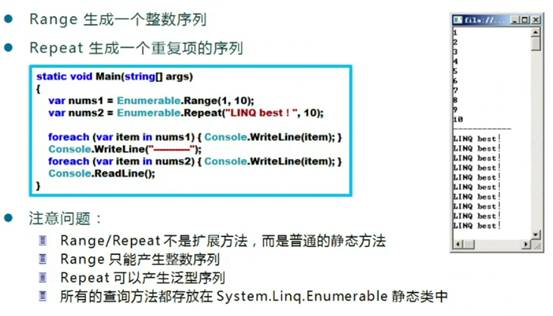 Range 生成一个整数序列
Repeat 生成一个重复项的序列
static void Main(string[] args)
{
var nums1 = Enumerable.Range(1, 10);
var nums2 = Enumerable.Repeat("LINQ best！", 10);
foreach (var item in nums1) { Console.WriteLine(item); }
Console.WriteLine("------------");
foreach (var item in nums2) { Console.WriteLine(item); }
Console.ReadLine();
}
注意问题：
Range/Repeat 不是扩展方法，而是普通的静态方法
Range 只能产生整数序列
Repeat 可以产生泛型序列
所有的查询方法都存放在 System.Linq.Enumerable 静态类中
file://...
1
2
3
4
5
6
7
8
9
10
------------
LINQ best！
LINQ best！
LINQ best！
LINQ best！
LINQ best！
LINQ best！
LINQ best！
LINQ best！
LINQ best！
LINQ best！